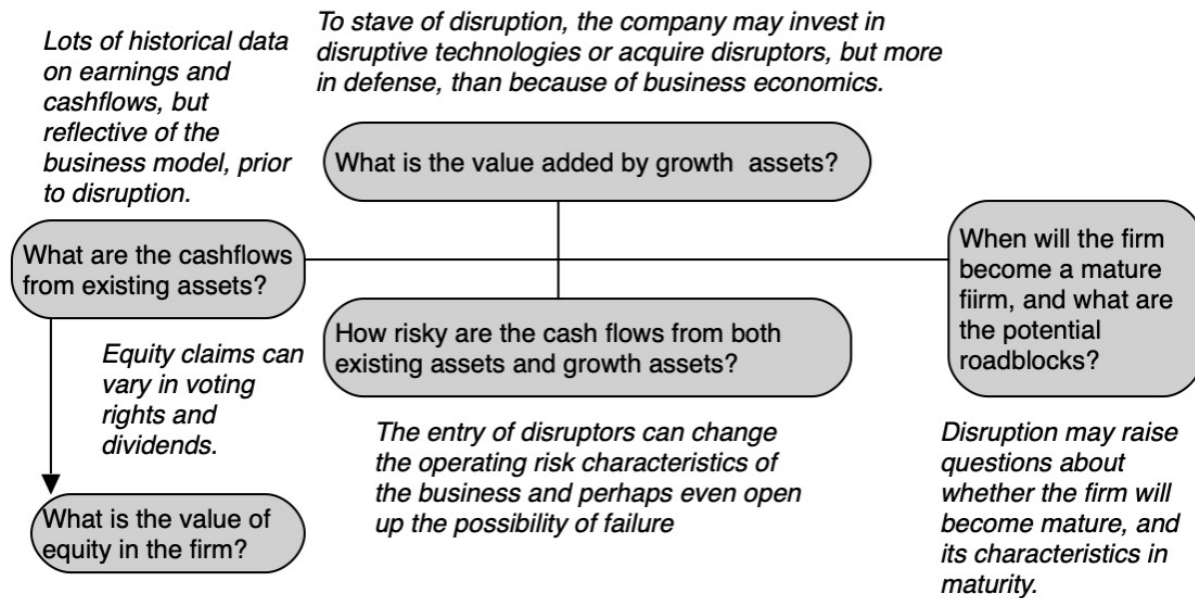 To stave of disruption, the company may invest in
disruptive technologies or acquire disruptors, but more
in defense, than because of business economics.
Lots of historical data
on earnings and
cashflows, but
reflective of the
business model, prior
to disruption.
What is the value added by growth assets?
What are the cashflows
from existing assets?
When will the firm
become a mature
fiirm, and what are
the potential
roadblocks?
How risky are the cash flows from both
existing assets and growth assets?
Equity claims can
vary in voting
rights and
dividends.
The entry of disruptors can change
the operating risk characteristics of
the business and perhaps even open
up the possibility of failure
Disruption may raise
questions about
whether the firm will
become mature, and
its characteristics in
maturity.
What is the value of
equity in the firm?